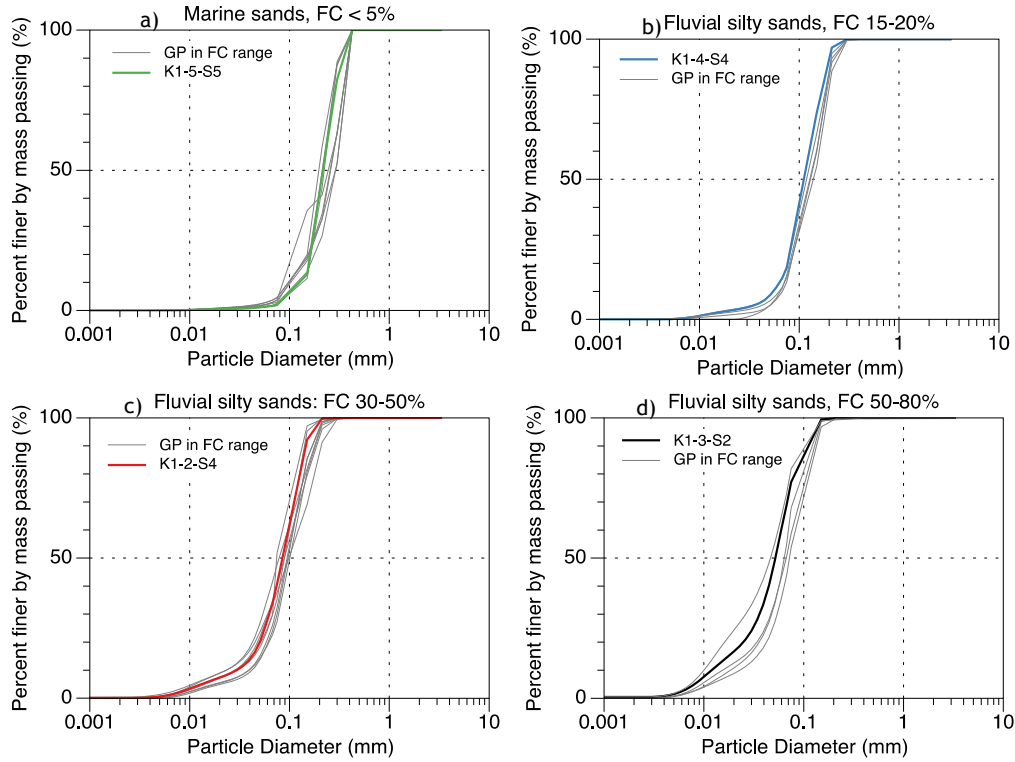 a)
Marine sands, FC < 5%
Percent finer by mass passing (%)
100
50
0
GP in FC range
K1-5-S5
0.001
0.01
0.1
1
10
Particle Diameter (mm)
b)
Fluvial silty sands, FC 15-20%
Percent finer by mass passing (%)
100
50
0
K1-4-S4
GP in FC range
0.001
0.01
0.1
1
10
Particle Diameter (mm)
c)
Fluvial silty sands: FC 30-50%
Percent finer by mass passing (%)
100
50
0
GP in FC range
K1-2-S4
0.001
0.01
0.1
1
10
Particle Diameter (mm)
d)
Fluvial silty sands, FC 50-80%
Percent finer by mass passing (%)
100
50
0
K1-3-S2
GP in FC range
0.001
0.01
0.1
1
10
Particle Diameter (mm)